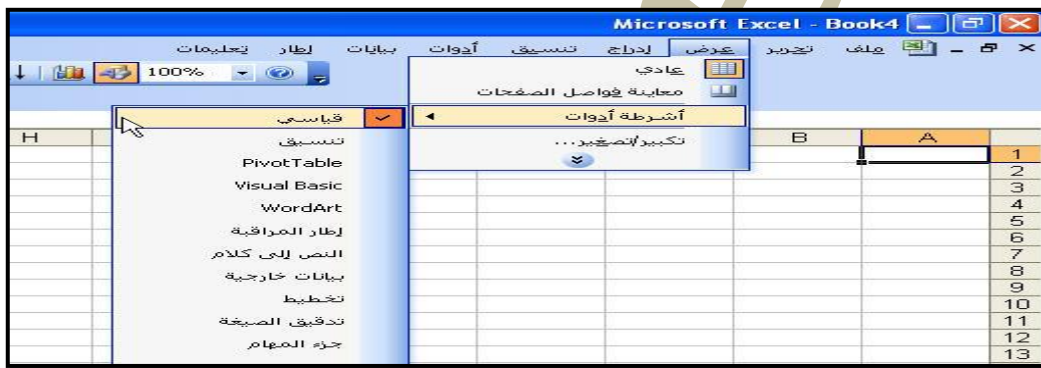 Microsoft Excel - Book4
ملف تحرير عرض إدراج تنسيق أدوات بيانات إطار تعليمات
100%
عادي
معاينة فواصل الصفحات
أشرطة أدوات
تكبير/تصغير...
قياسي
تنسيق
PivotTable
Visual Basic
WordArt
إطار المراقبة
النص إلى كلام
بيانات خارجية
تخطيط
تدقيق الصيغة
جزء المهام
A B H
1
2
3
4
5
6
7
8
9
10
11
12
13